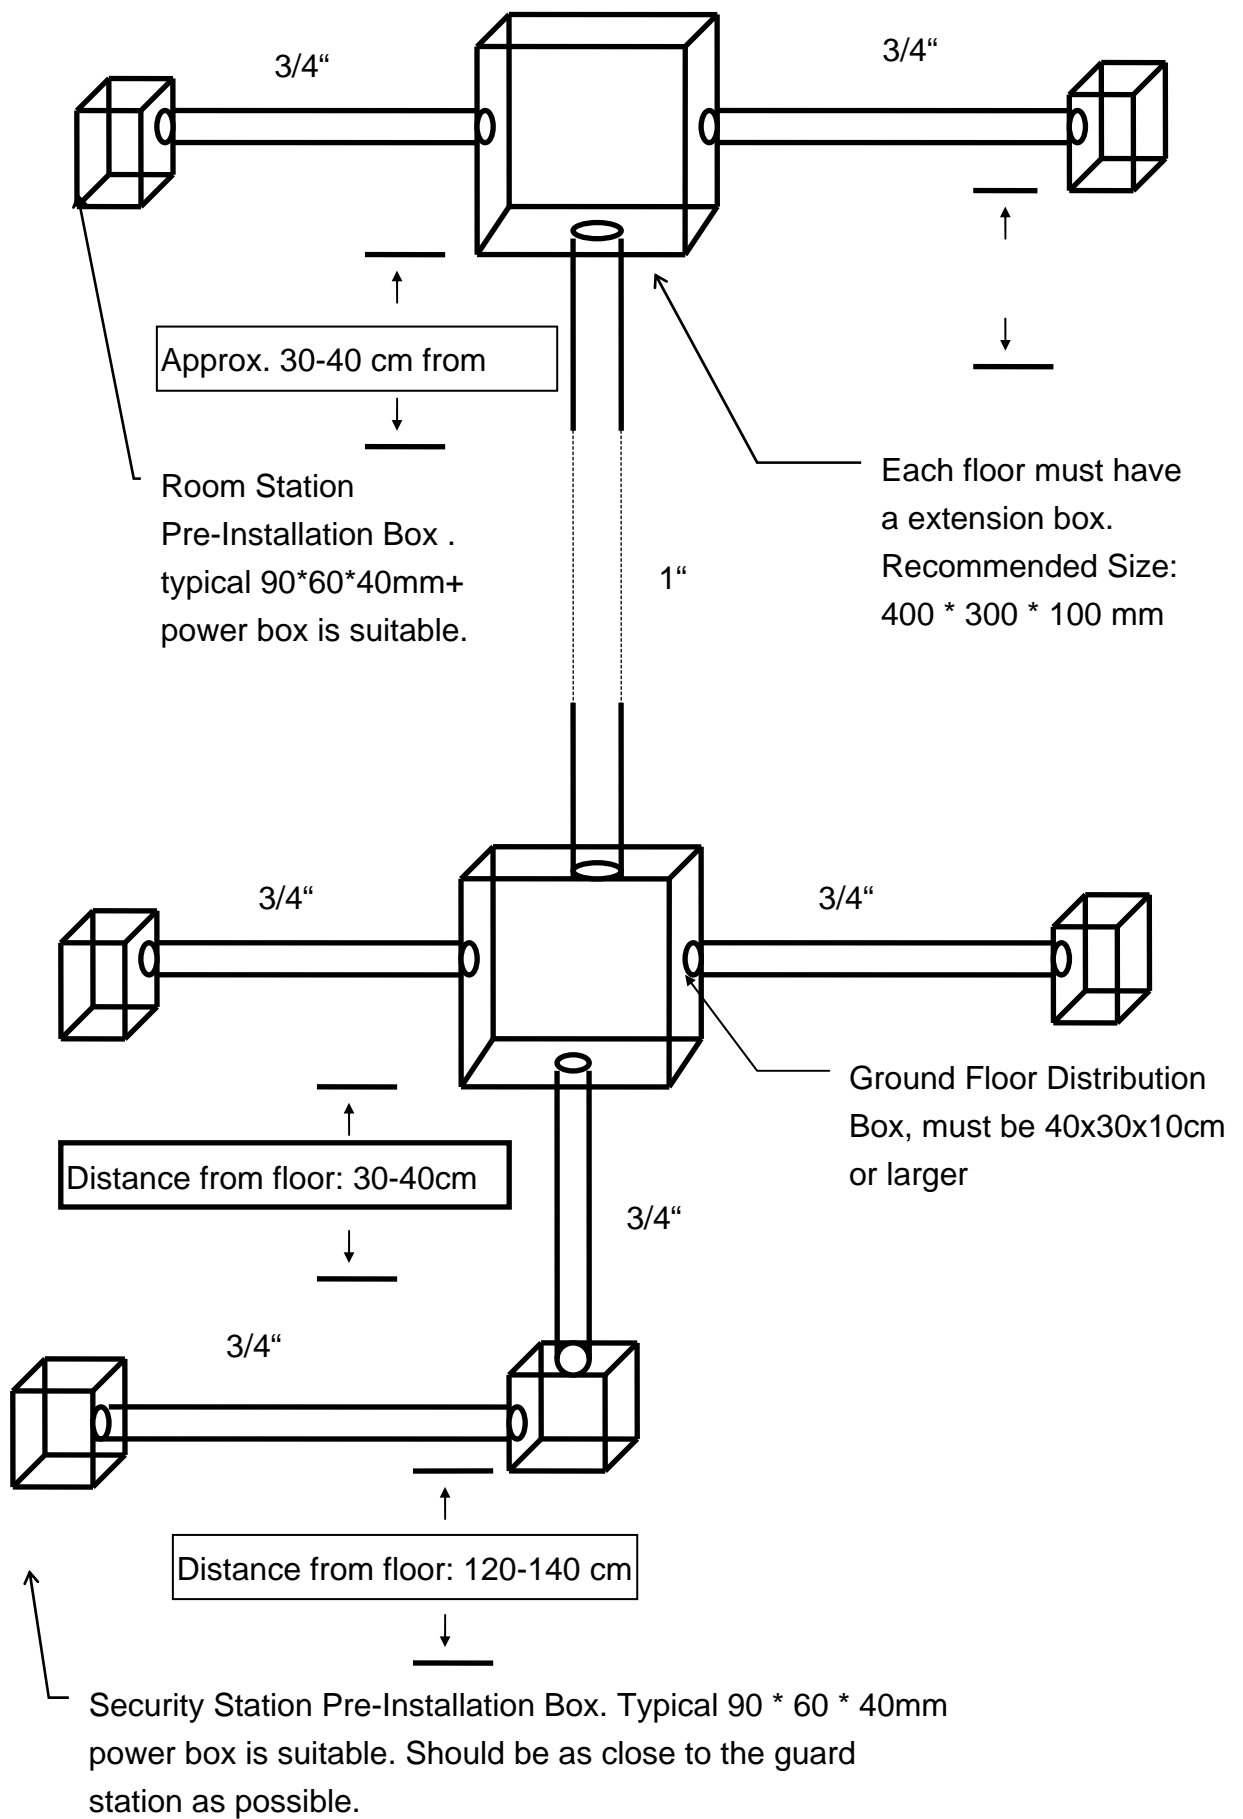 3/4“
3/4“
Approx. 30-40 cm from
Room Station
Pre-Installation Box .
typical 90*60*40mm+
power box is suitable.
Each floor must have
a extension box.
Recommended Size:
400 * 300 * 100 mm
1“
3/4“
3/4“
Ground Floor Distribution
Box, must be 40x30x10cm
or larger
Distance from floor: 30-40cm
3/4“
3/4“
Distance from floor: 120-140 cm
Security Station Pre-Installation Box. Typical 90 * 60 * 40mm
power box is suitable. Should be as close to the guard
station as possible.